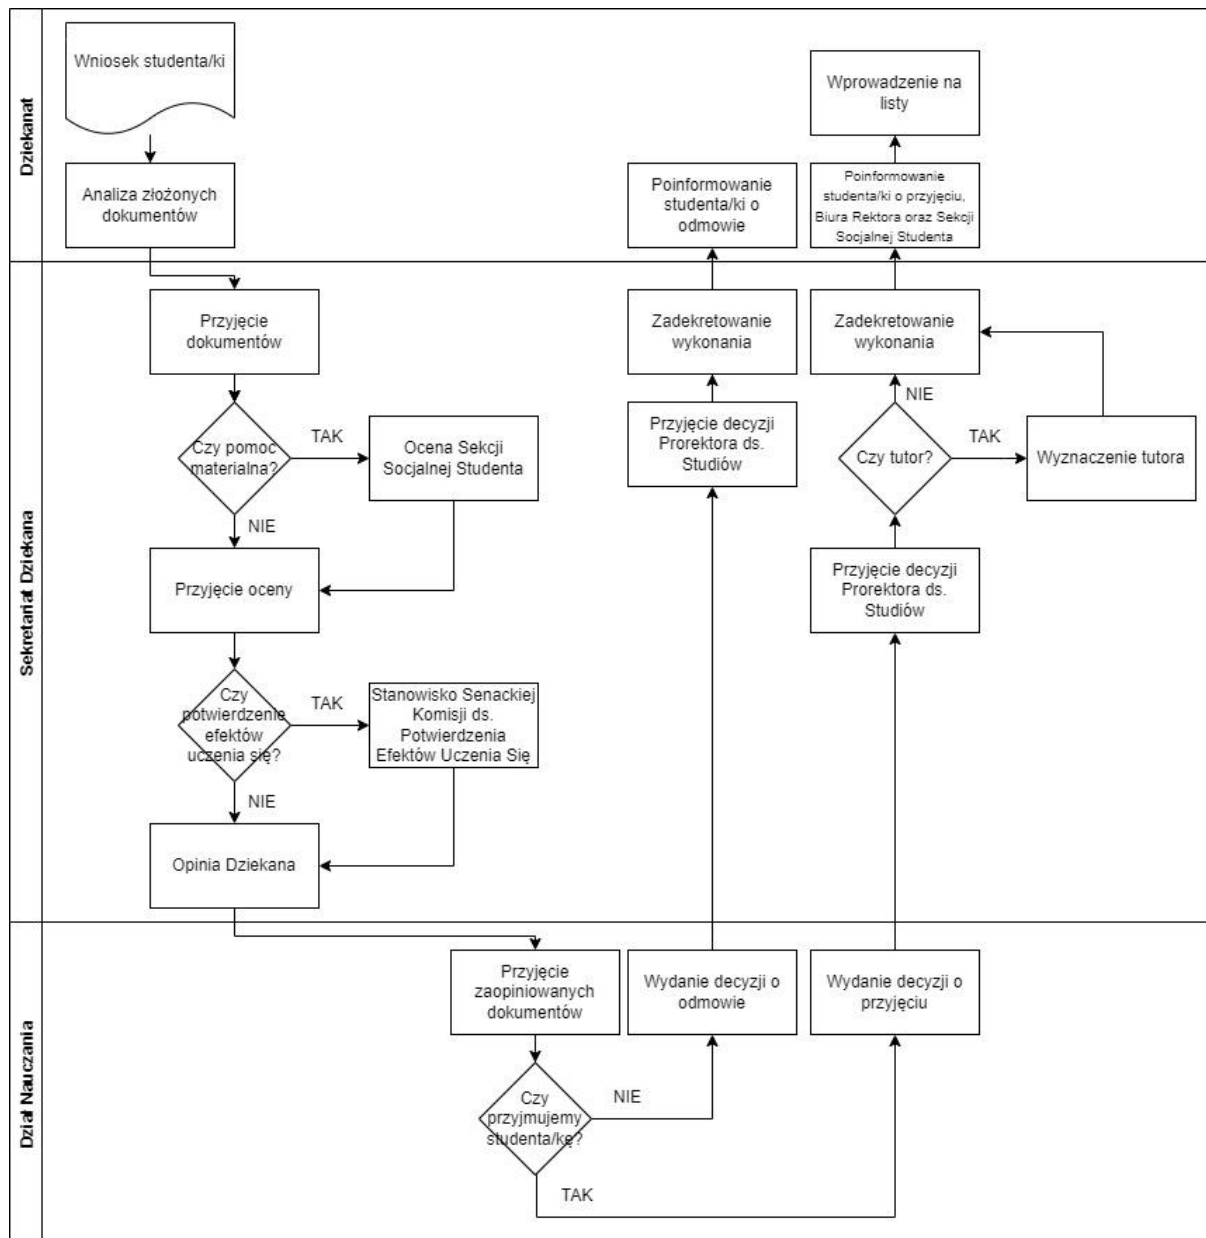 Dziekanat
Wniosek studenta/ki
Analiza złożonych
dokumentów
Poinformowanie
studenta/ki o
odmowie
Wprowadzenie na
listy
Poinformowanie
studenta/ki o przyjęciu,
Biura Rektora oraz Sekcji
Socjalnej Studenta
Sekretariat Dziekana
Przyjęcie
dokumentów
Czy pomoc
materialna?
TAK
Ocena Sekcji
Socjalnej Studenta
NIE
Przyjęcie oceny
Czy
potwierdzenie
efektów
uczenia się?
TAK
Stanowisko Senackiej
Komisji ds.
Potwierdzenia
Efektów Uczenia Się
NIE
Opinia Dziekana
Zadekretowanie
wykonania
Przyjęcie decyzji
Prorektora ds.
Studiów
Zadekretowanie
wykonania
NIE
Czy tutor?
TAK
Wyznaczenie tutora
Przyjęcie decyzji
Prorektora ds.
Studiów
Dział Nauczania
Przyjęcie
zaopiniowanych
dokumentów
Wydanie decyzji o
odmowie
Wydanie decyzji o
przyjęciu
Czy
przyjmujemy
studenta/kę?
NIE
TAK